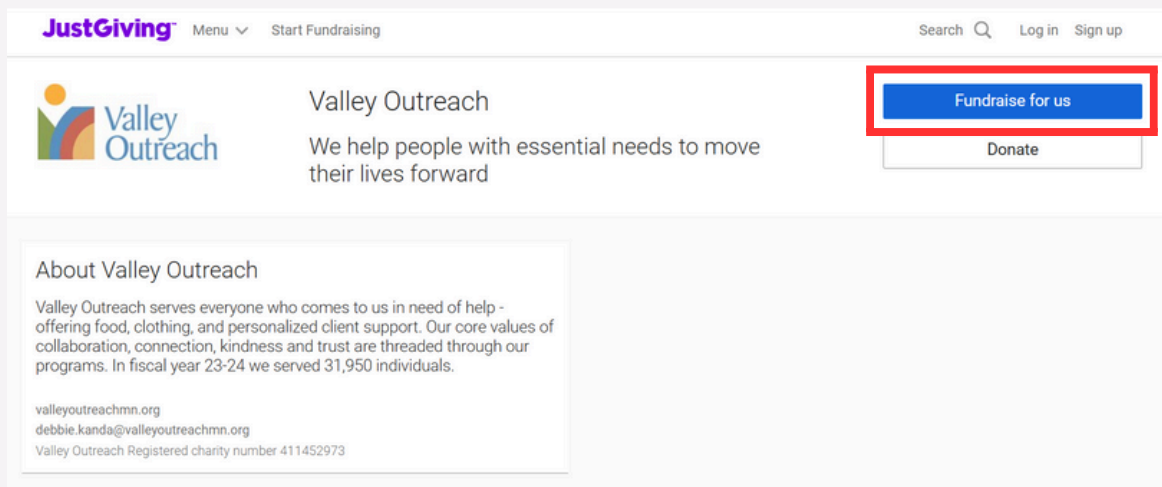 JustGiving™ Menu Start Fundraising Search Log in Sign up
Valley
Outreach
Valley Outreach
We help people with essential needs to move
their lives forward
Fundraise for us
Donate
About Valley Outreach
Valley Outreach serves everyone who comes to us in need of help -
offering food, clothing, and personalized client support. Our core values of
collaboration, connection, kindness and trust are threaded through our
programs. In fiscal year 23-24 we served 31,950 individuals.
valleyoutreachmn.org
debbie.kanda@valleyoutreachmn.org
Valley Outreach Registered charity number 411452973